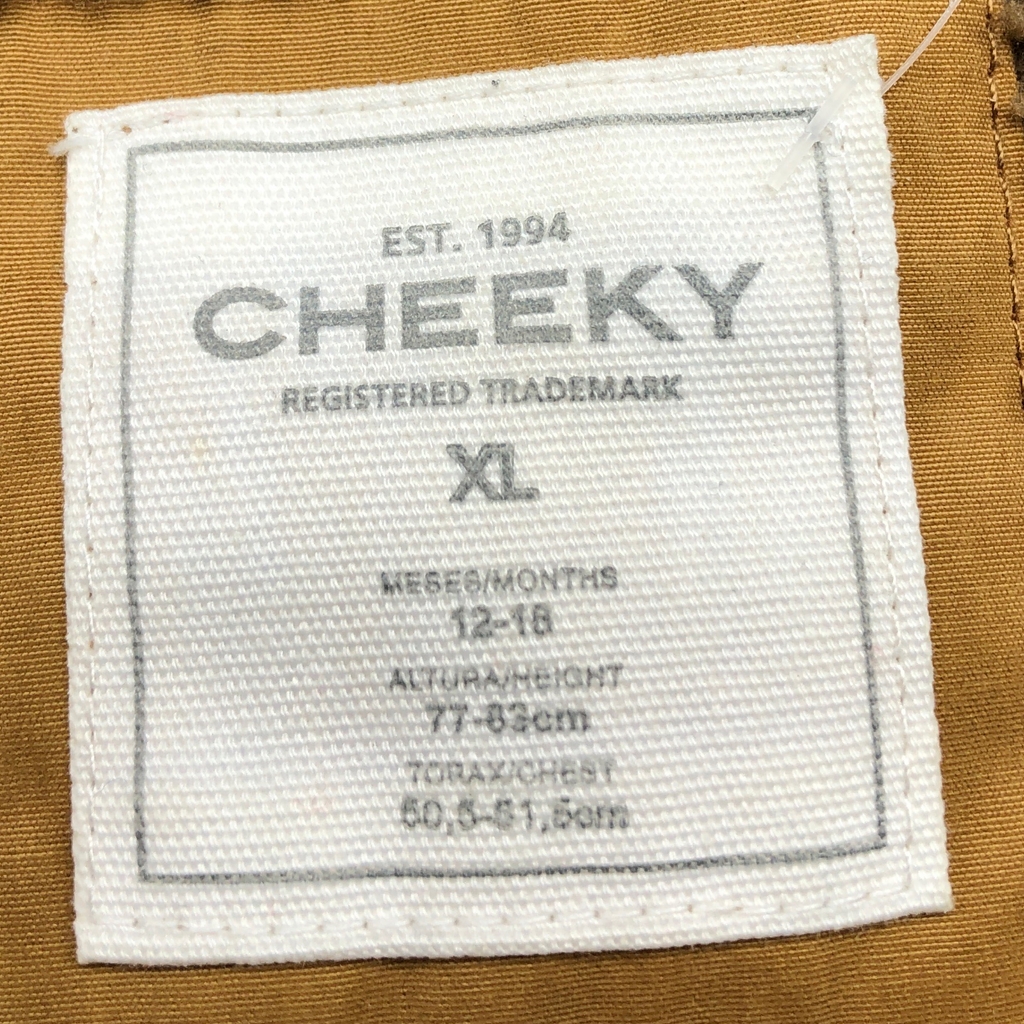 EST. 1994
CHEEKY
REGISTERED TRADEMARK
XL
MESES/MONTHS
12-18
ALTURA/HEIGHT
77-83cm
TORAX/CHEST
50,5-51,5cm